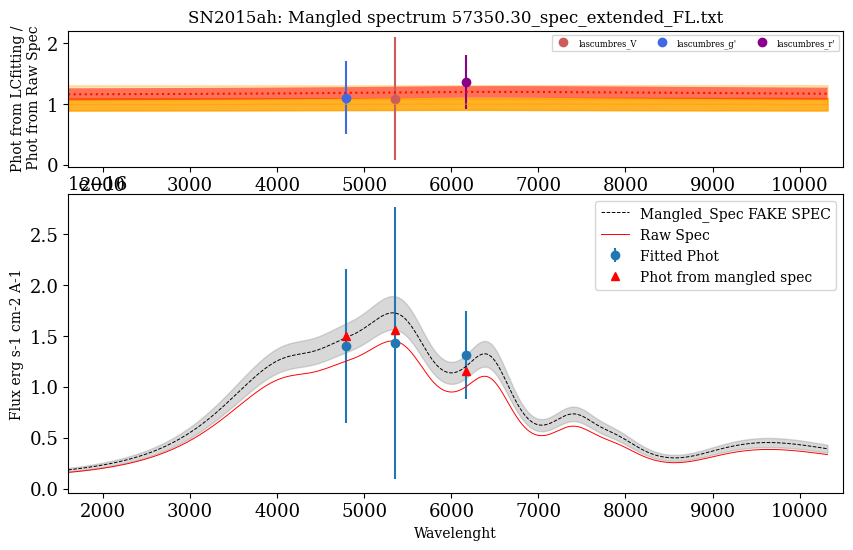 SN2015ah: Mangled spectrum 57350.30_spec_extended_FL.txt
Phot from LCfitting /
Phot from Raw Spec
2
1
0
lascumbres_V lascumbres_g' lascumbres_r'
2000 3000 4000 5000 6000 7000 8000 9000 10000
1e−16
Flux erg s-1 cm-2 A-1
2.5
2.0
1.5
1.0
0.5
0.0
Mangled_Spec FAKE SPEC
Raw Spec
Fitted Phot
Phot from mangled spec
2000 3000 4000 5000 6000 7000 8000 9000 10000
Wavelenght